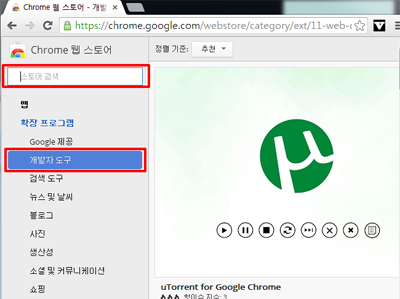 Chrome 웹 스토어 - 개발
https://chrome.google.com/webstore/category/ext/11-web-d
Chrome 웹 스토어
정렬 기준: 추천
스토어 검색
앱
확장 프로그램
Google 제공
개발자 도구
검색 도구
뉴스 및 날씨
블로그
사진
생산성
소셜 및 커뮤니케이션
쇼핑
µ
uTorrent for Google Chrome